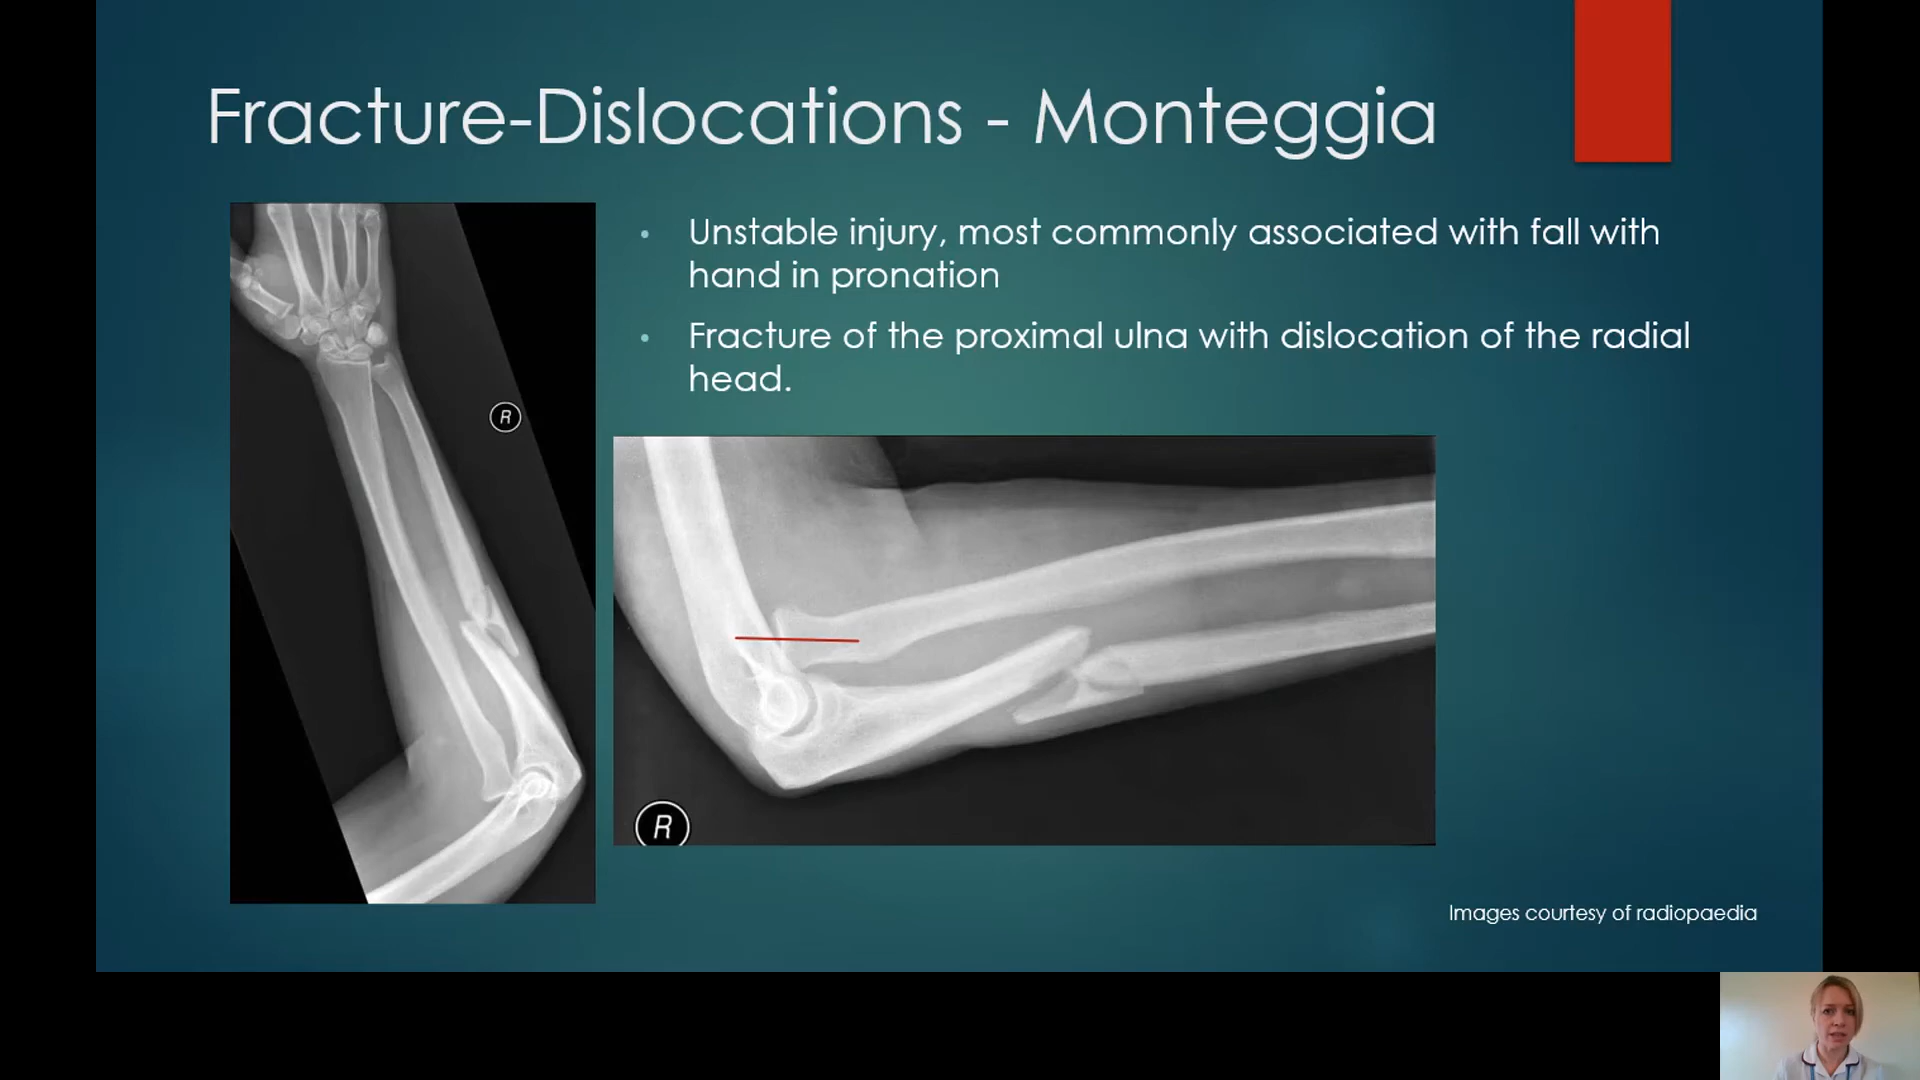 Fracture-Dislocations - Monteggia
• Unstable injury, most commonly associated with fall with
hand in pronation
• Fracture of the proximal ulna with dislocation of the radial
head.
R
R
Images courtesy of radiopaedia